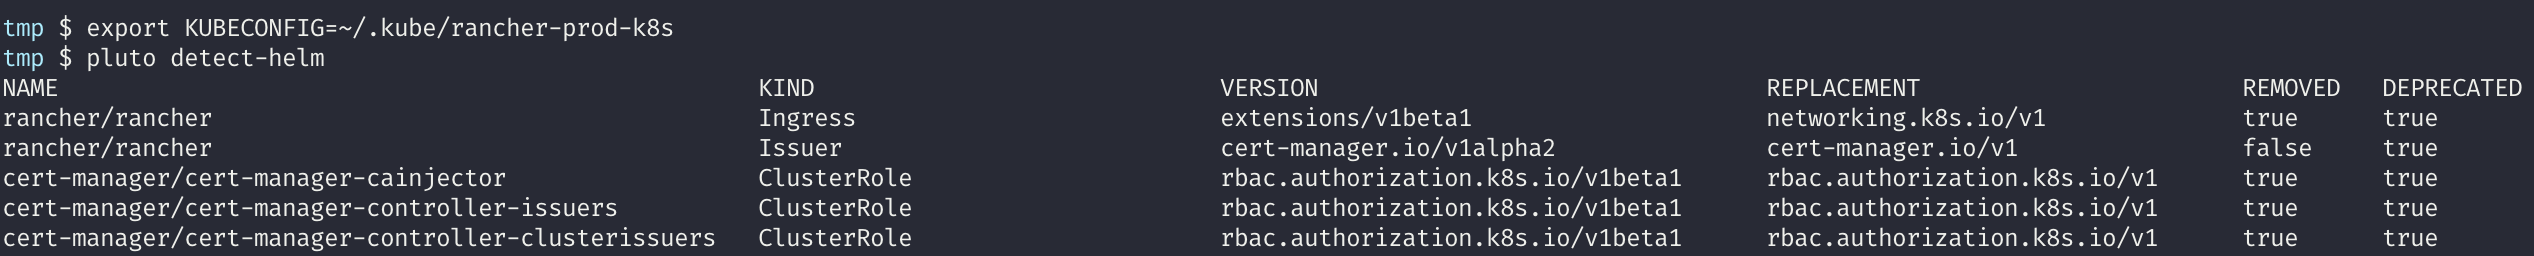 tmp $ export KUBECONFIG=~/.kube/rancher-prod-k8s
tmp $ pluto detect-helm
NAME KIND VERSION REPLACEMENT REMOVED DEPRECATED
rancher/rancher Ingress extensions/v1beta1 networking.k8s.io/v1 true true
rancher/rancher Issuer cert-manager.io/v1alpha2 cert-manager.io/v1 false true
cert-manager/cert-manager-cainjector ClusterRole rbac.authorization.k8s.io/v1beta1 rbac.authorization.k8s.io/v1 true true
cert-manager/cert-manager-controller-issuers ClusterRole rbac.authorization.k8s.io/v1beta1 rbac.authorization.k8s.io/v1 true true
cert-manager/cert-manager-controller-clusterissuers ClusterRole rbac.authorization.k8s.io/v1beta1 rbac.authorization.k8s.io/v1 true true